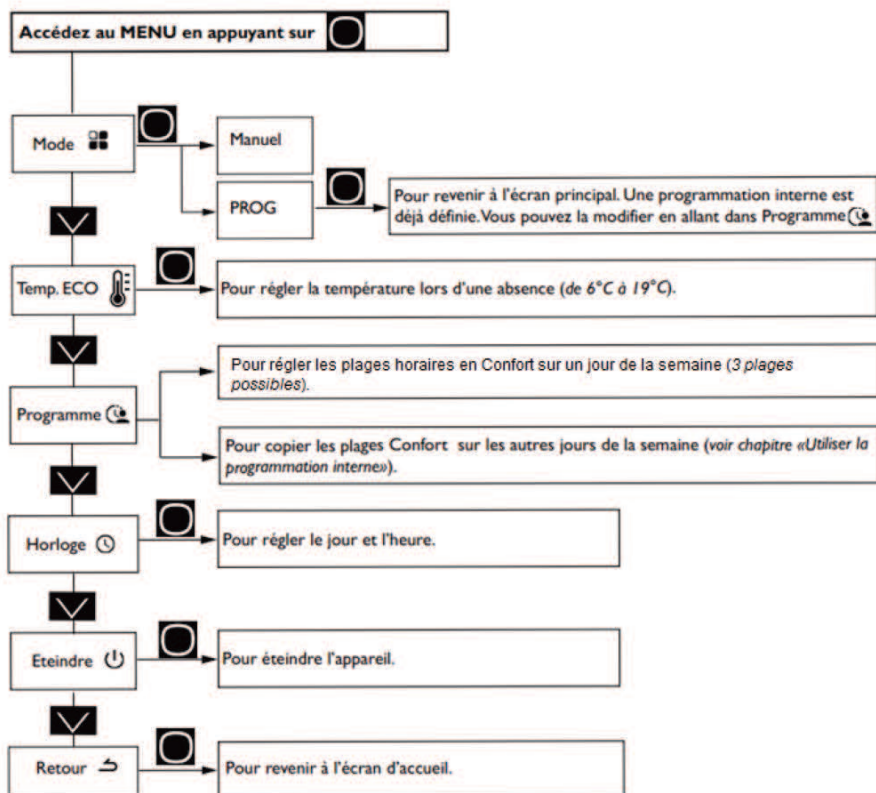 Accédez au MENU en appuyant sur
Mode
Manuel
PROG
Pour revenir à l'écran principal. Une programmation interne est
déjà définie. Vous pouvez la modifier en allant dans Programme
Temp. ECO
Pour régler la température lors d'une absence (de 6°C à 19°C).
Programme
Pour régler les plages horaires en Confort sur un jour de la semaine (3 plages
possibles).
Pour copier les plages Confort sur les autres jours de la semaine (voir chapitre «Utiliser la
programmation interne»).
Horloge
Pour régler le jour et l'heure.
Eteindre
Pour éteindre l'appareil.
Retour
Pour revenir à l'écran d'accueil.